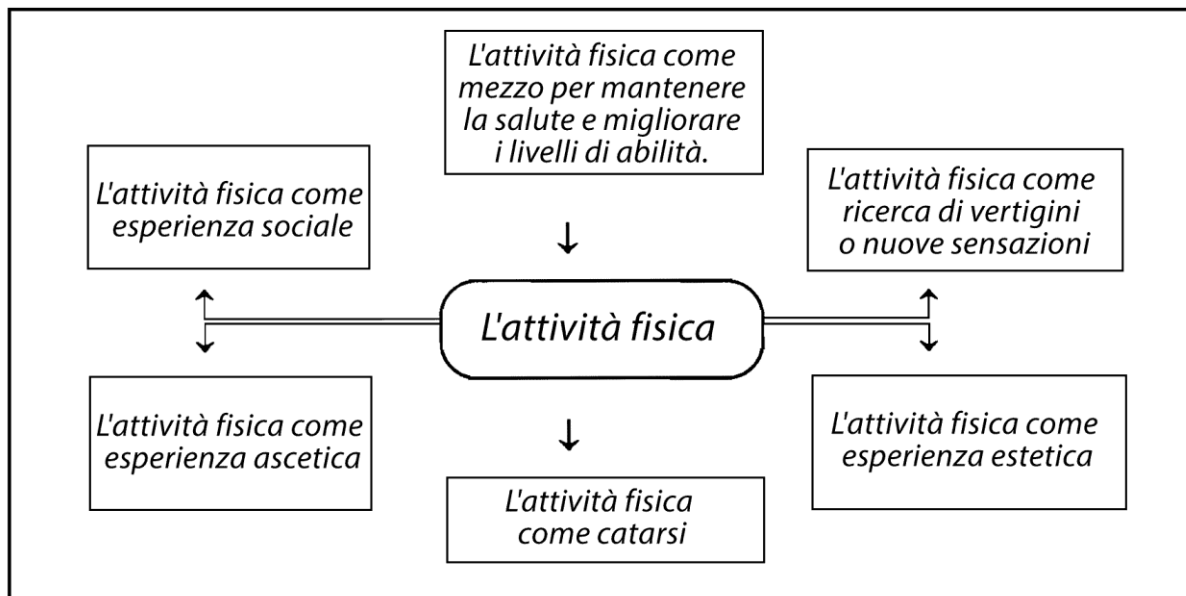 L'attività fisica come
mezzo per mantenere
la salute e migliorare
i livelli di abilità.
L'attività fisica come
esperienza sociale
L'attività fisica come
ricerca di vertigini
o nuove sensazioni
L'attività fisica
L'attività fisica come
esperienza ascetica
L'attività fisica come
esperienza estetica
L'attività fisica
come catarsi